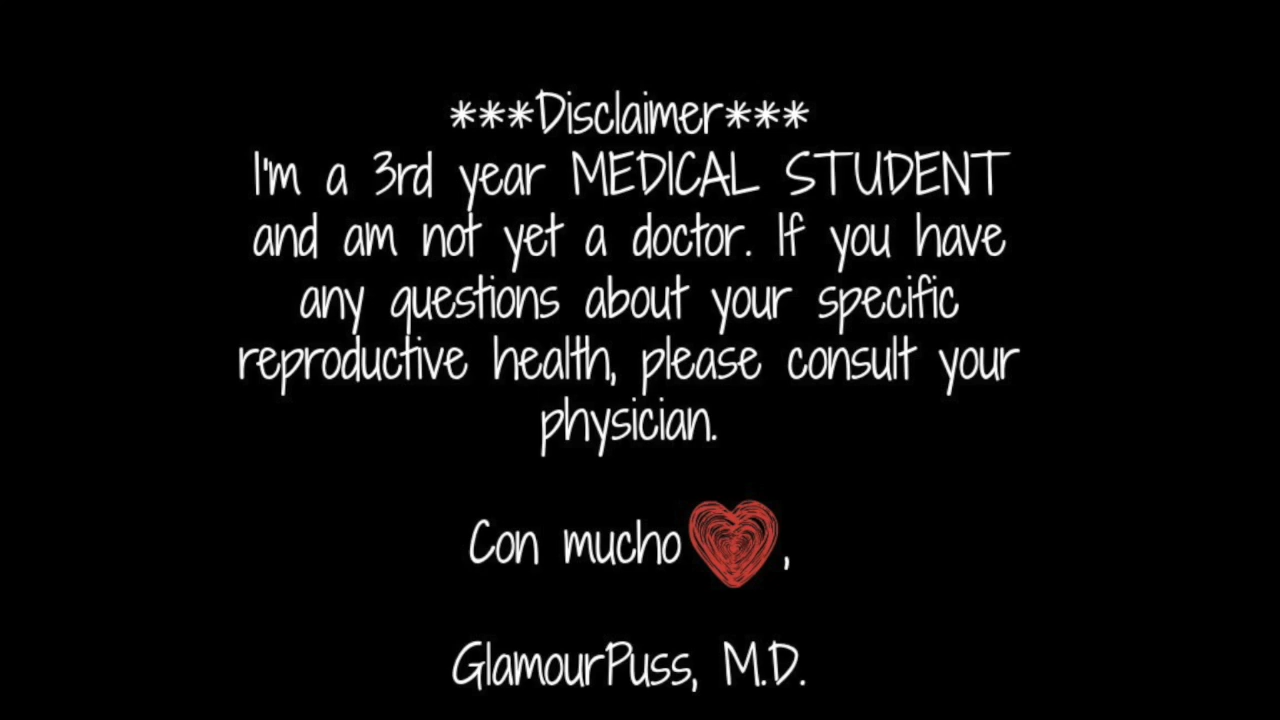 ***Disclaimer***
I'm a 3rd year MEDICAL STUDENT
and am not yet a doctor. If you have
any questions about your specific
reproductive health, please consult your
physician.
Con mucho ,
GlamourPuss, M.D.